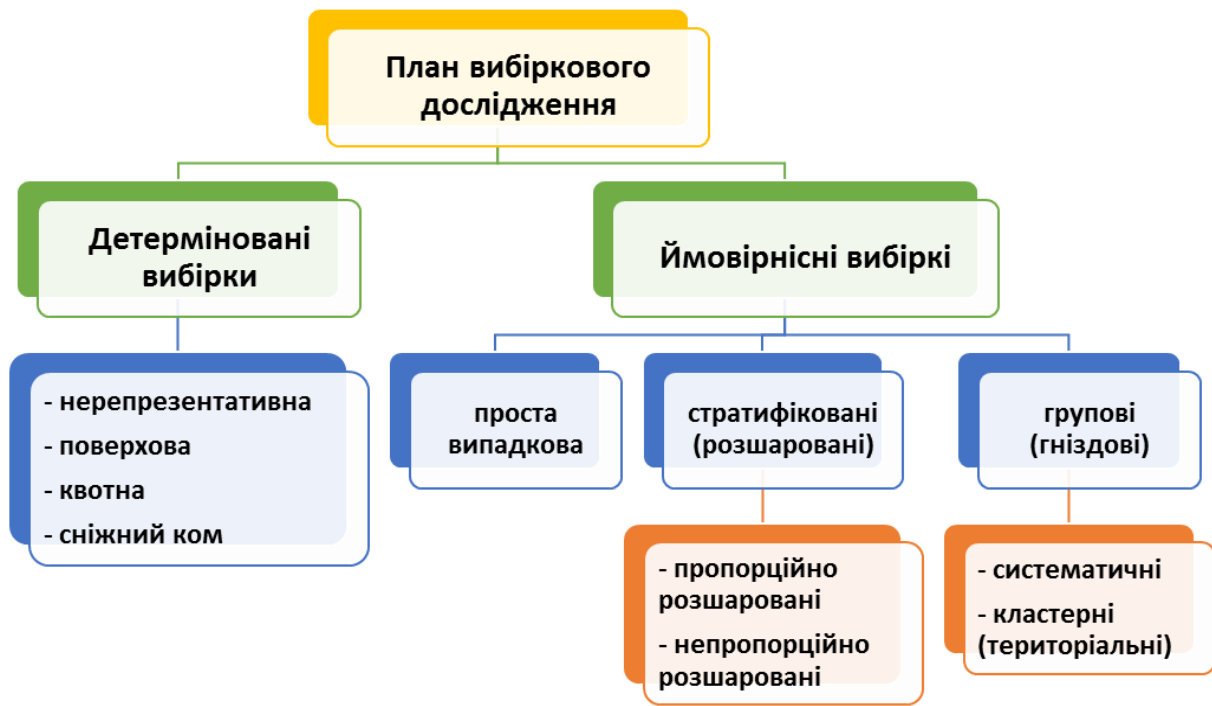 План вибіркового
дослідження
Детерміновані
вибірки
Ймовірнісні вибіркі
- нерепрезентативна
- поверхова
- квотна
- сніжний ком
проста
випадкова
стратифіковані
(розшаровані)
групові
(гніздові)
- пропорційно
розшаровані
- непропорційно
розшаровані
- систематичні
- кластерні
(територіальні)